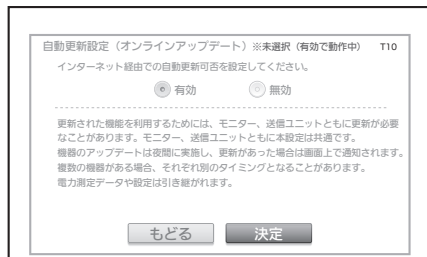 自動更新設定（オンラインアップデート）※未選択（有効で動作中） T10
インターネット経由での自動更新可否を設定してください。
有効 無効
更新された機能を利用するためには、モニター、送信ユニットともに更新が必要
なことがあります。モニター、送信ユニットともに本設定は共通です。
機器のアップデートは夜間に実施し、更新があった場合は画面上で通知されます。
複数の機器がある場合、それぞれ別のタイミングとなることがあります。
電力測定データや設定は引き継がれます。
もどる 決定